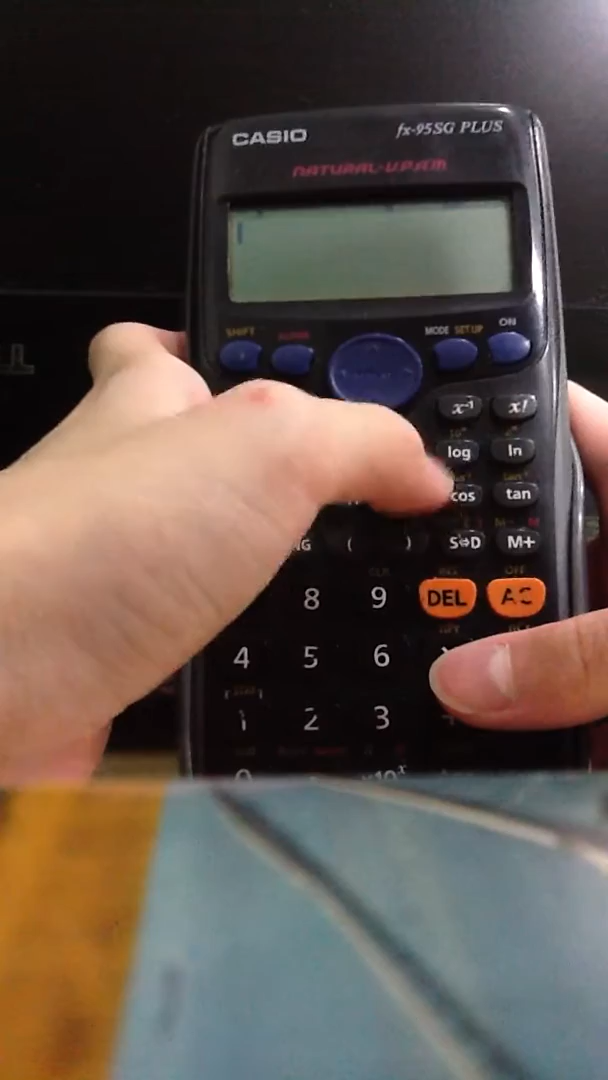 CASIO fx-95SG PLUS
NATURAL-V.P.A.M.
SHIFT ALPHA MODE SETUP ON
x⁻¹ x!
log ln
cos tan
( ) S⇔D M+
8 9 DEL AC
4 5 6
1 2 3